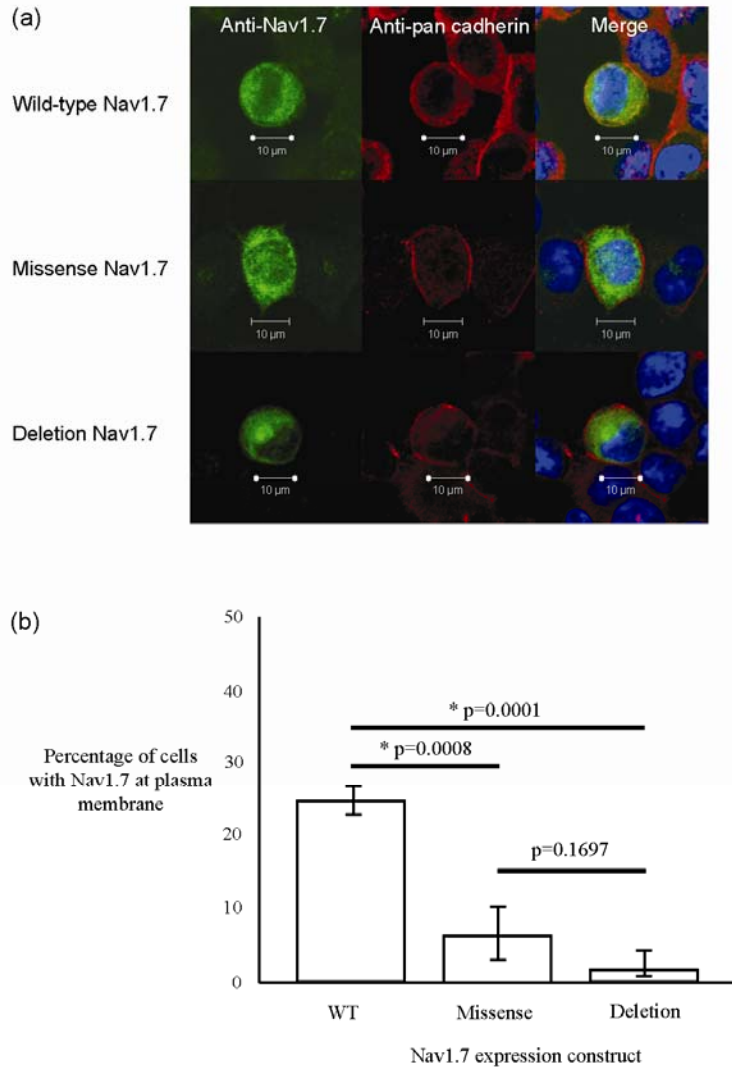 (a)
Anti-Nav1.7 Anti-pan cadherin Merge
Wild-type Nav1.7
10 µm 10 µm 10 µm
Missense Nav1.7
10 µm 10 µm 10 µm
Deletion Nav1.7
10 µm 10 µm 10 µm
(b)
50
40
30
20
10
0
Percentage of cells
with Nav1.7 at plasma
membrane
* p=0.0001
* p=0.0008
p=0.1697
WT Missense Deletion
Nav1.7 expression construct